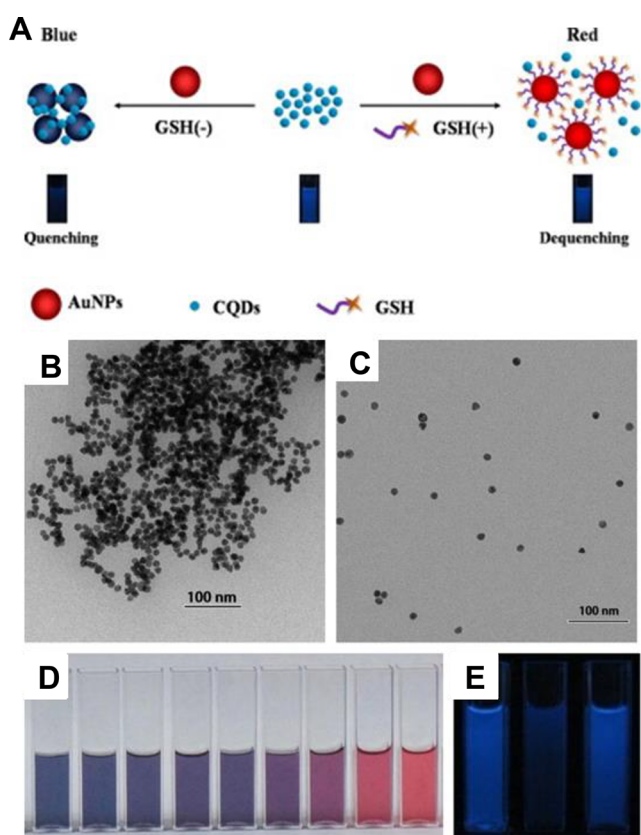 A
Blue
Red
GSH(-)
GSH(+)
Quenching
Dequenching
AuNPs
CQDs
GSH
B
C
100 nm
100 nm
D
E